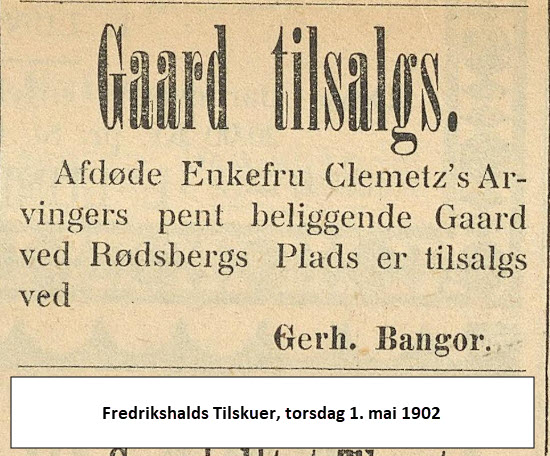 Gaard tilsalgs.
Afdøde Enkefru Clemetz's Ar-
vingers pent beliggende Gaard
ved Rødsbergs Plads er tilsalgs
ved
Gerh. Bangor.
Fredrikshalds Tilskuer, torsdag 1. mai 1902